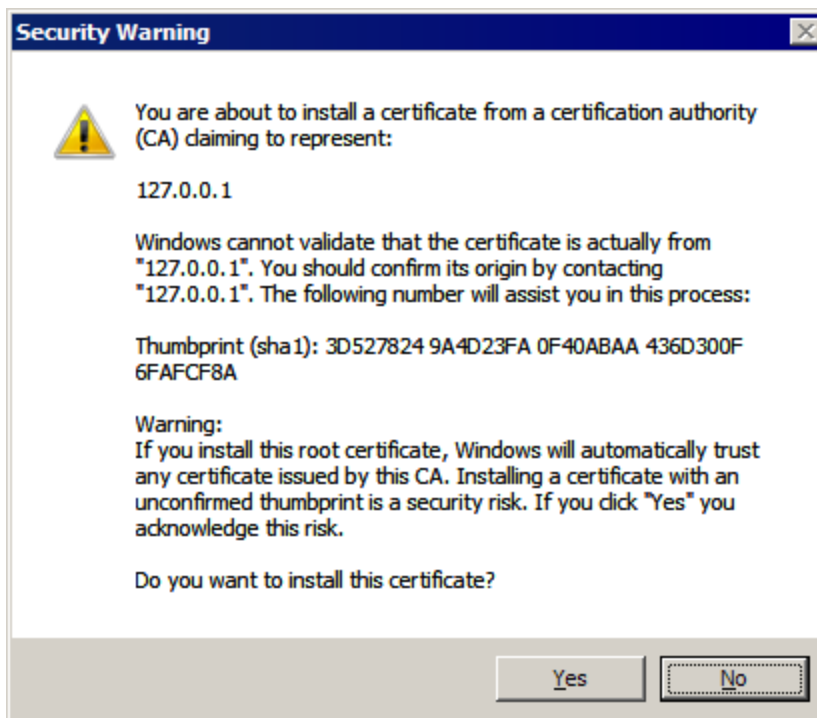 Security Warning
You are about to install a certificate from a certification authority
(CA) claiming to represent:
127.0.0.1
Windows cannot validate that the certificate is actually from
"127.0.0.1". You should confirm its origin by contacting
"127.0.0.1". The following number will assist you in this process:
Thumbprint (sha1): 3D527824 9A4D23FA 0F40ABAA 436D300F
6FAFCF8A
Warning:
If you install this root certificate, Windows will automatically trust
any certificate issued by this CA. Installing a certificate with an
unconfirmed thumbprint is a security risk. If you click "Yes" you
acknowledge this risk.
Do you want to install this certificate?
Yes No